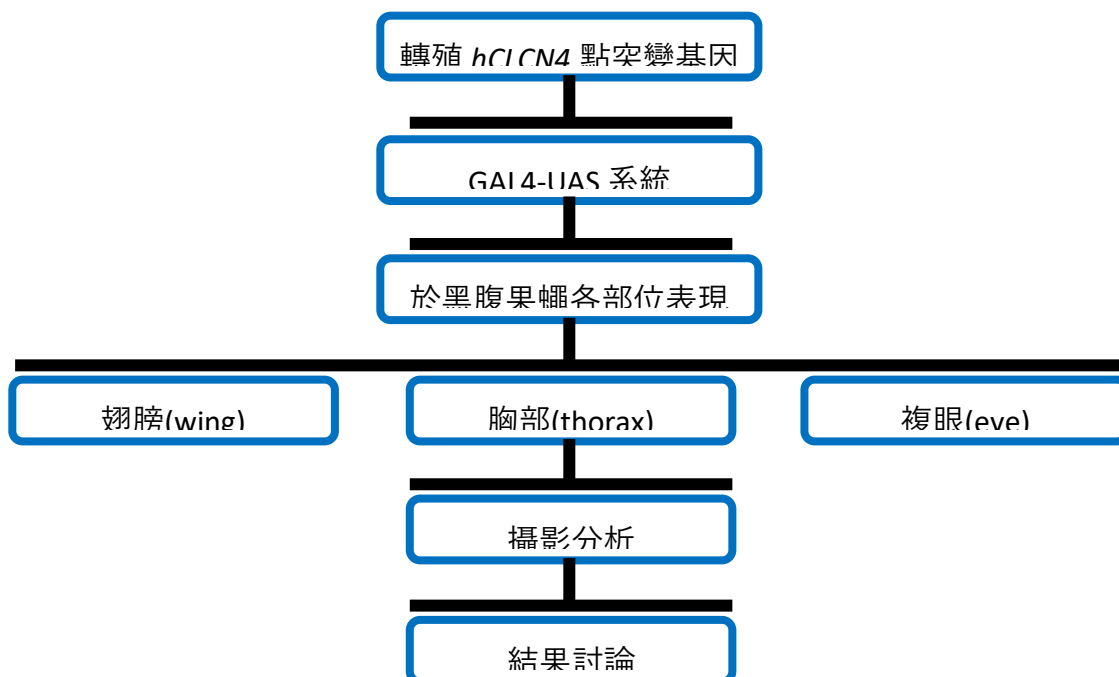 轉殖 hCLCN4 點突變基因
GAL4-UAS 系統
於黑腹果蠅各部位表現
翅膀(wing)
胸部(thorax)
複眼(eye)
攝影分析
結果討論